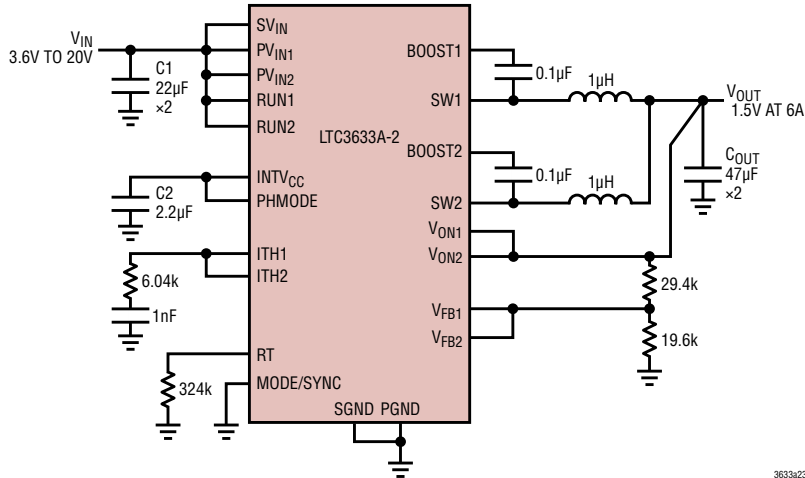 VIN
3.6V TO 20V
C1
22µF
×2
C2
2.2µF
6.04k
1nF
324k
SVIN
PVIN1
PVIN2
RUN1
RUN2
INTVCC
PHMODE
ITH1
ITH2
RT
MODE/SYNC
SGND PGND
LTC3633A-2
BOOST1
SW1
BOOST2
SW2
VON1
VON2
VFB1
VFB2
0.1µF
1µH
0.1µF
1µH
VOUT
1.5V AT 6A
COUT
47µF
×2
29.4k
19.6k
3633a23